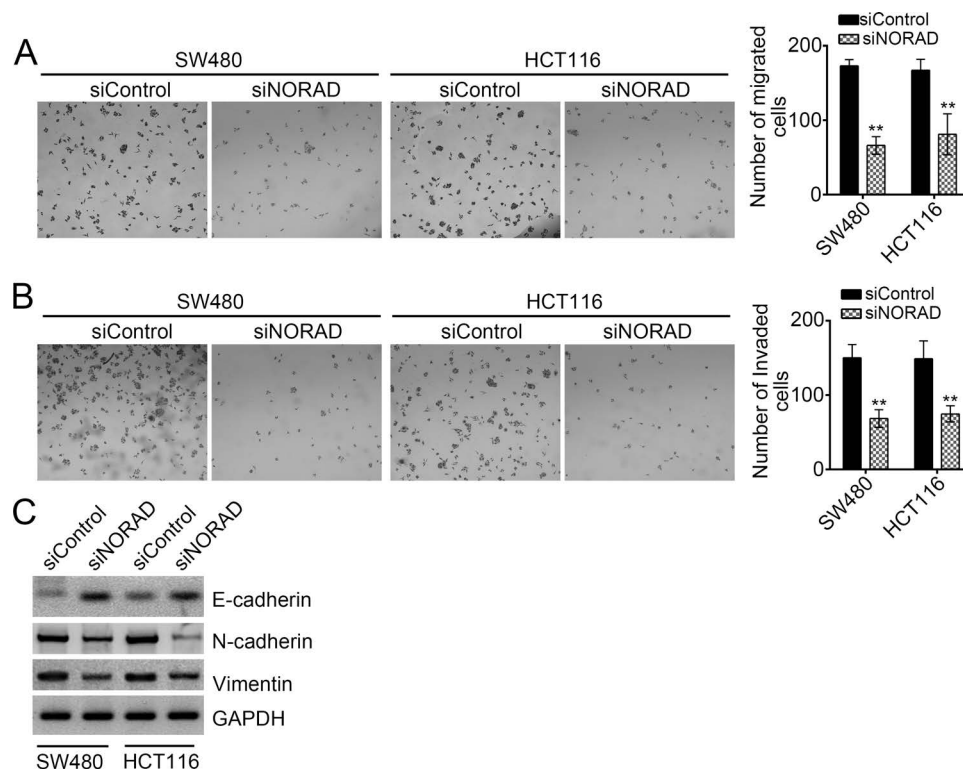 A
SW480
HCT116
siControl
siNORAD
siControl
siNORAD
siControl
siNORAD
Number of migrated
cells
200
100
0
**
**
SW480
HCT116
B
SW480
HCT116
siControl
siNORAD
siControl
siNORAD
siControl
siNORAD
Number of Invaded
cells
200
100
0
**
**
SW480
HCT116
C
siControl
siNORAD
siControl
siNORAD
E-cadherin
N-cadherin
Vimentin
GAPDH
SW480
HCT116